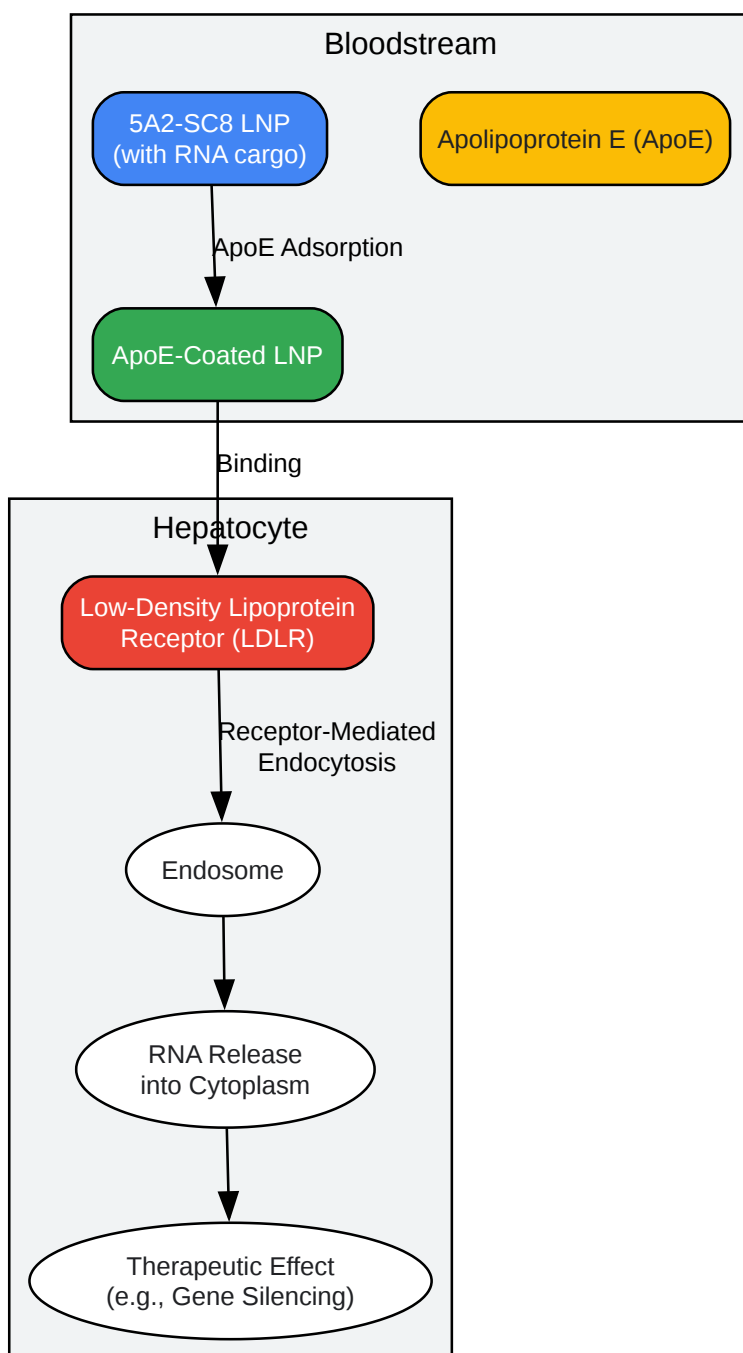 Bloodstream
5A2-SC8 LNP
(with RNA cargo)
Apolipoprotein E (ApoE)
ApoE Adsorption
ApoE-Coated LNP
Binding
Hepatocyte
Low-Density Lipoprotein
Receptor (LDLR)
Receptor-Mediated
Endocytosis
Endosome
RNA Release
into Cytoplasm
Therapeutic Effect
(e.g., Gene Silencing)